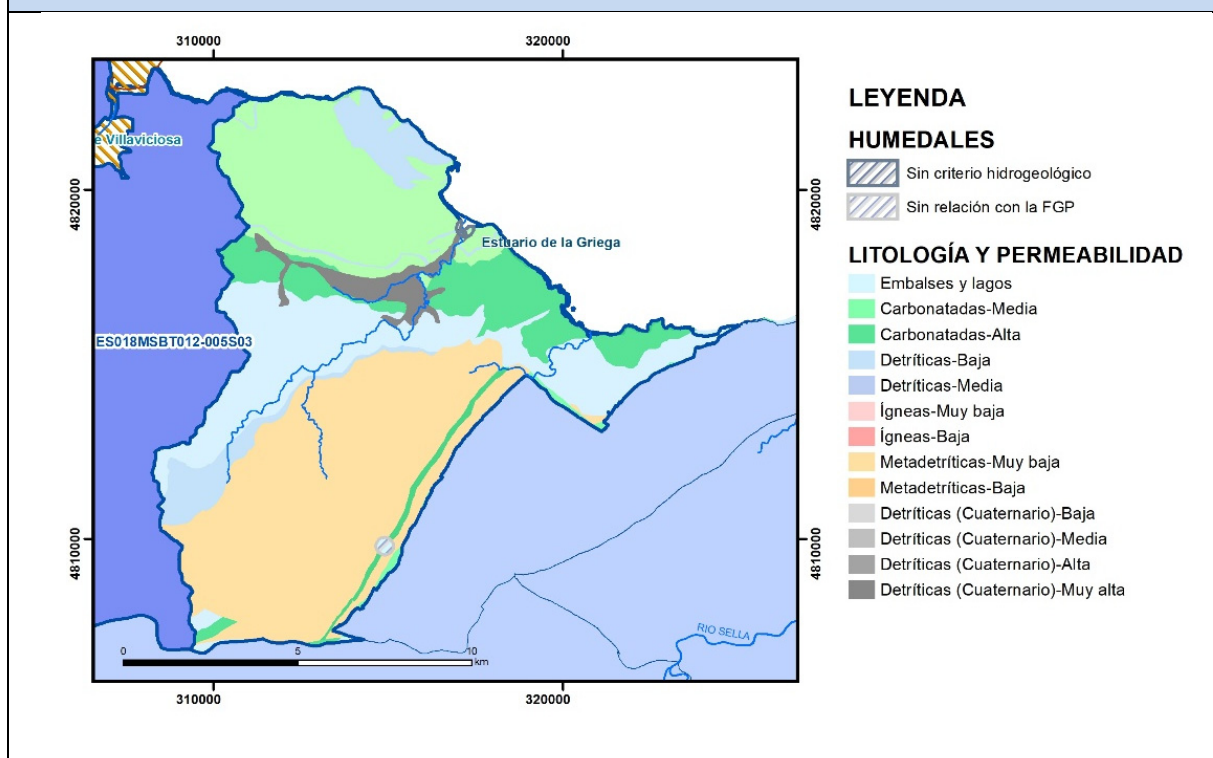 310000
320000
e Villaviciosa
4820000
4820000
Estuario de la Griega
ES018MSBT012-005S03
4810000
4810000
RIO SELLA
0
5
10
km
310000
320000
LEYENDA
HUMEDALES
Sin criterio hidrogeológico
Sin relación con la FGP
LITOLOGÍA Y PERMEABILIDAD
Embalses y lagos
Carbonatadas-Media
Carbonatadas-Alta
Detríticas-Baja
Detríticas-Media
Ígneas-Muy baja
Ígneas-Baja
Metadetríticas-Muy baja
Metadetríticas-Baja
Detríticas (Cuaternario)-Baja
Detríticas (Cuaternario)-Media
Detríticas (Cuaternario)-Alta
Detríticas (Cuaternario)-Muy alta